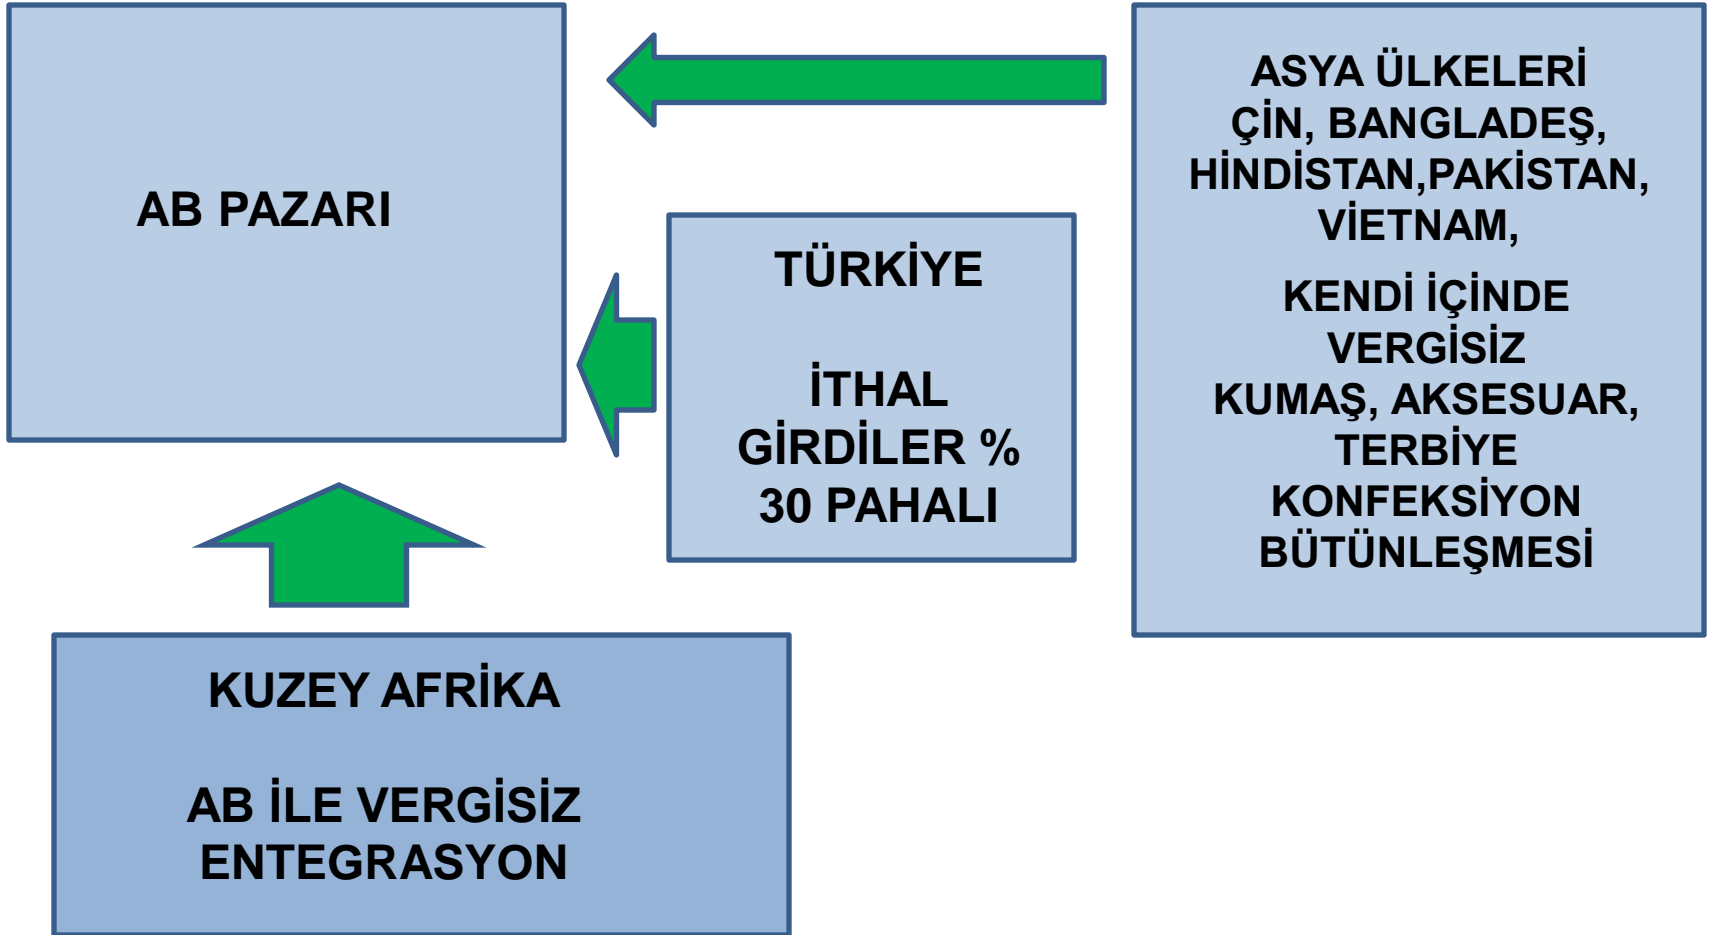 AB PAZARI
ASYA ÜLKELERİ
ÇİN, BANGLADEŞ,
HİNDİSTAN,PAKİSTAN,
VİETNAM,
KENDİ İÇİNDE
VERGİSİZ
KUMAŞ, AKSESUAR,
TERBİYE
KONFEKSİYON
BÜTÜNLEŞMESİ
TÜRKİYE
İTHAL
GİRDİLER %
30 PAHALI
KUZEY AFRİKA
AB İLE VERGİSİZ
ENTEGRASYON